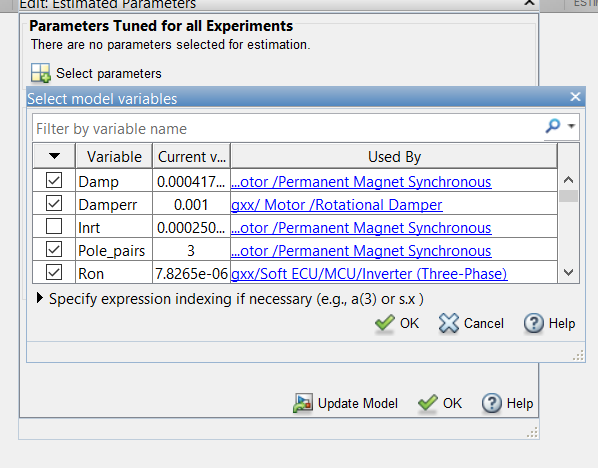 Edit: Estimated Parameters
ESTIM
Parameters Tuned for all Experiments
There are no parameters selected for estimation.
Select parameters
Select model variables
Filter by variable name
Variable Current v... Used By
Damp 0.000417... ...otor /Permanent Magnet Synchronous
Damperr 0.001 gxx/ Motor /Rotational Damper
Inrt 0.000250... ...otor /Permanent Magnet Synchronous
Pole_pairs 3 ...otor /Permanent Magnet Synchronous
Ron 7.8265e-06 gxx/Soft ECU/MCU/Inverter (Three-Phase)
Specify expression indexing if necessary (e.g., a(3) or s.x )
OK Cancel Help
Update Model OK Help